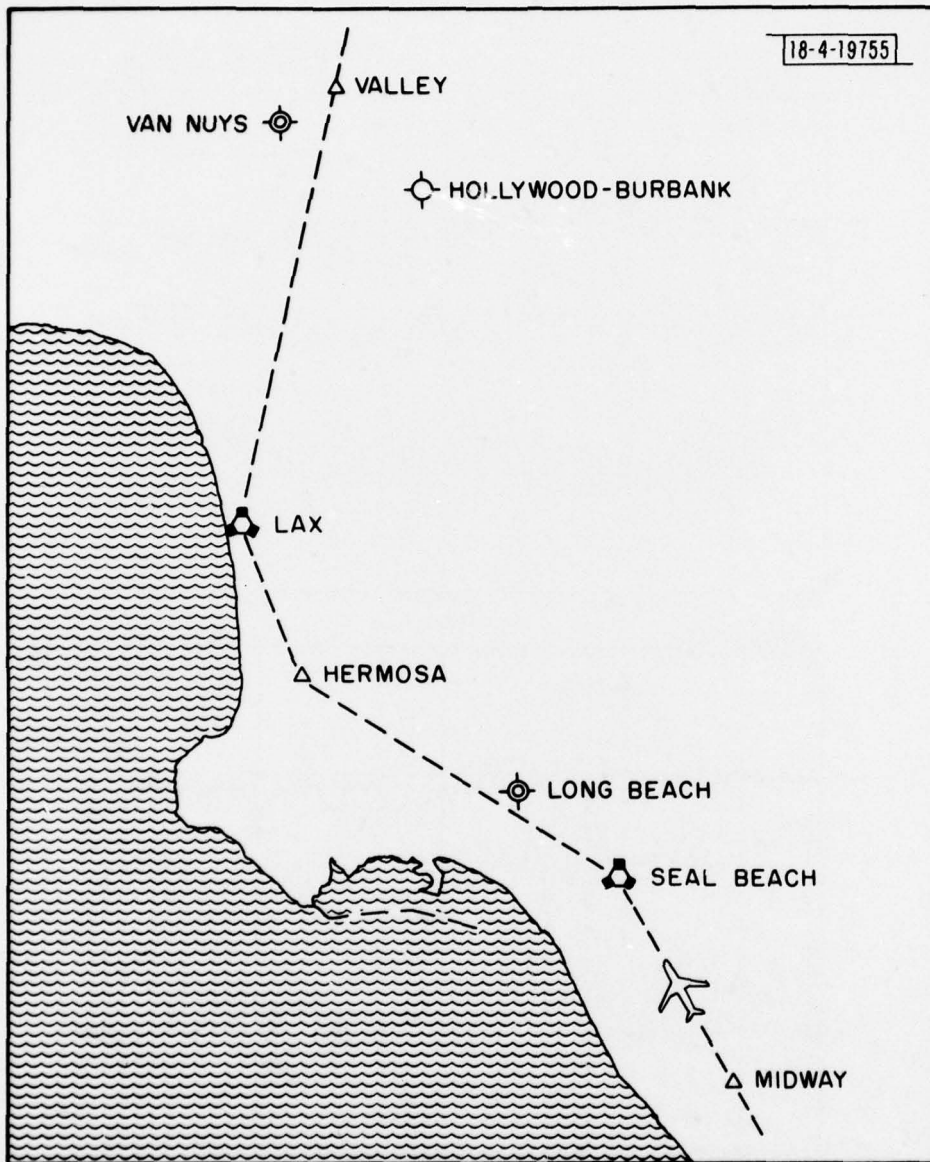 18-4-19755
VALLEY
VAN NUYS
HOLLYWOOD-BURBANK
LAX
HERMOSA
LONG BEACH
SEAL BEACH
MIDWAY